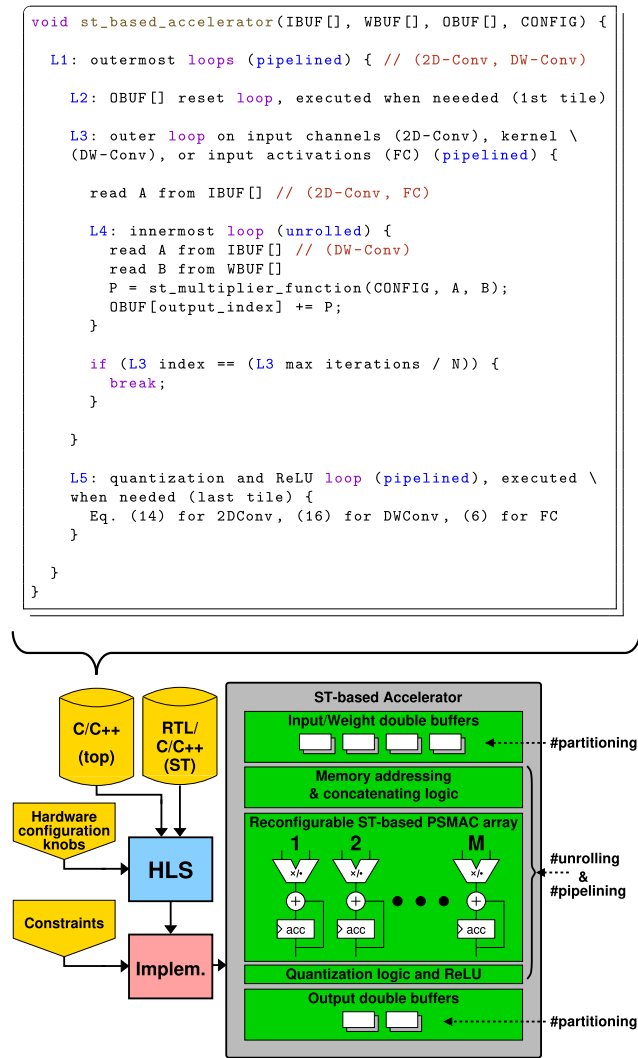 void st_based_accelerator(IBUF[], WBUF[], OBUF[], CONFIG) {
L1: outermost loops (pipelined) { // (2D-Conv, DW-Conv)
L2: OBUF[] reset loop, executed when neeeded (1st tile)
L3: outer loop on input channels (2D-Conv), kernel \
(DW-Conv), or input activations (FC) (pipelined) {
read A from IBUF[] // (2D-Conv, FC)
L4: innermost loop (unrolled) {
read A from IBUF[] // (DW-Conv)
read B from WBUF[]
P = st_multiplier_function(CONFIG, A, B);
OBUF[output_index] += P;
}
if (L3 index == (L3 max iterations / N)) {
break;
}
}
L5: quantization and ReLU loop (pipelined), executed \
when needed (last tile) {
Eq. (14) for 2DConv, (16) for DWConv, (6) for FC
}
}
}
C/C++
(top)
RTL/
C/C++
(ST)
Hardware
configuration
knobs
HLS
Constraints
Implem.
ST-based Accelerator
Input/Weight double buffers
#partitioning
Memory addressing
& concatenating logic
Reconfigurable ST-based PSMAC array
1 2 M
×/• ×/• ×/•
+ + +
acc acc acc
#unrolling
&
#pipelining
Quantization logic and ReLU
Output double buffers
#partitioning